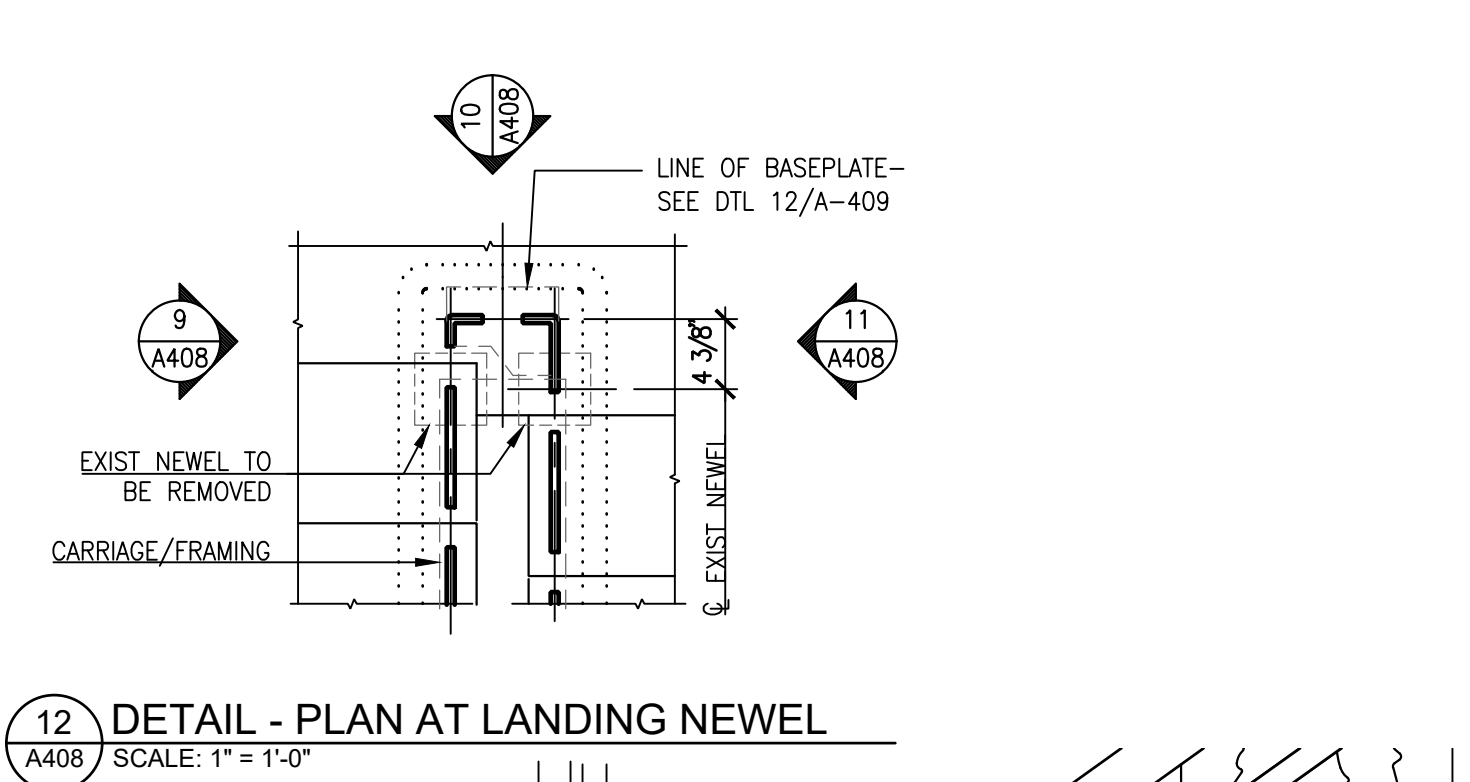 10
A408
LINE OF BASEPLATE-
SEE DTL 12/A-409
9
A408
11
A408
4 3/8"
EXIST NEWEL TO
BE REMOVED
℄ EXIST NEWEL
CARRIAGE/FRAMING
12
A408
DETAIL - PLAN AT LANDING NEWEL
SCALE: 1" = 1'-0"